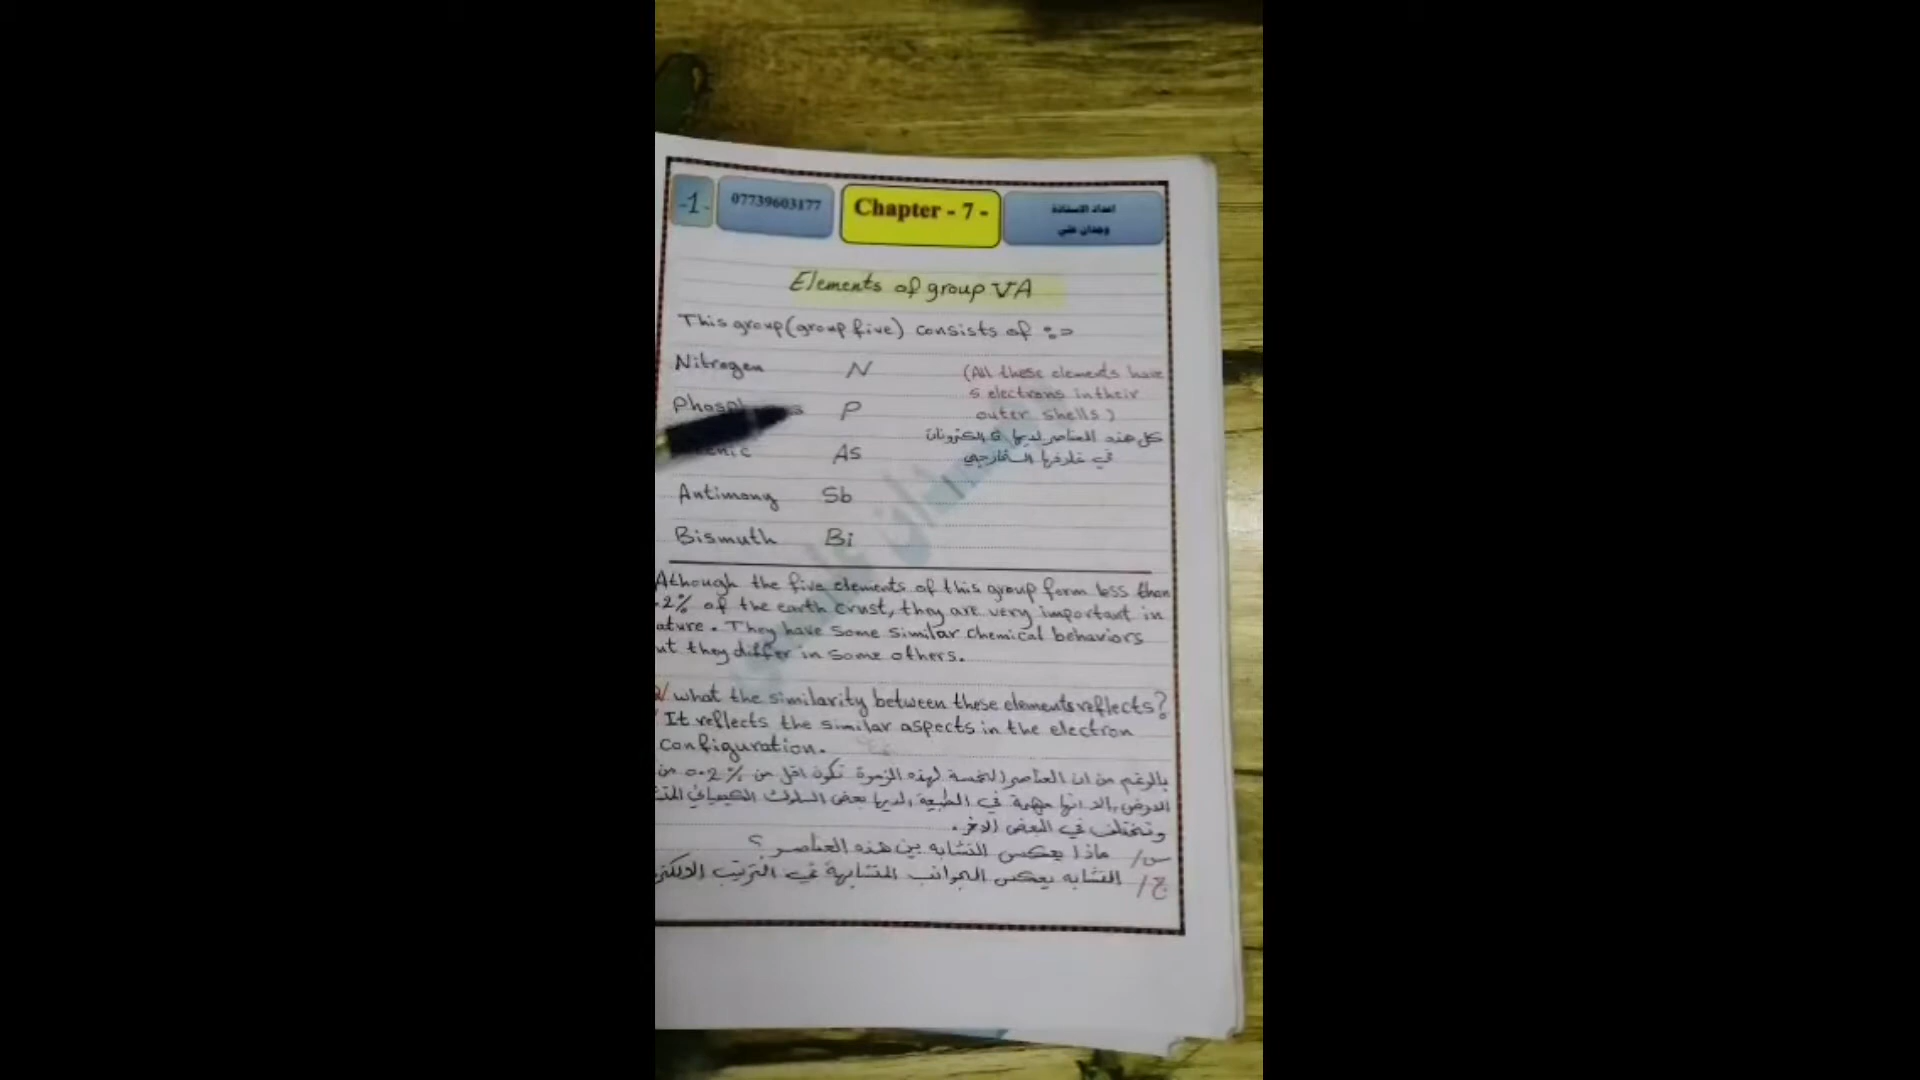 -1-
07739603177
Chapter - 7 -
اعداد الاستاذة
وجدان علي
Elements of group VA
This group (group five) consists of :=
Nitrogen N
(All these elements have
5 electrons in their
outer shells)
P
As
كل هذه العناصر لديها 5 الكترونات
في غلافها الخارجي
Antimony Sb
Bismuth Bi
Athough the five elements of this group form less than
.2% of the earth crust, they are very important in
ature. They have some similar chemical behaviors
ut they differ in some others.
what the similarity between these elements reflects?
It reflects the similar aspects in the electron
configuration.
بالرغم من ان العناصر الخمسة لهذه الزمرة تكون اقل من 0.2% من
الارض, الا انها مهمة في الطبيعة, لديها بعض السلوك الكيميائي
وتختلف في البعض الاخر.
س/ ماذا يعكس التشابه بين هذه العناصر؟
ج/ التشابه يعكس الجوانب المتشابهة في الترتيب